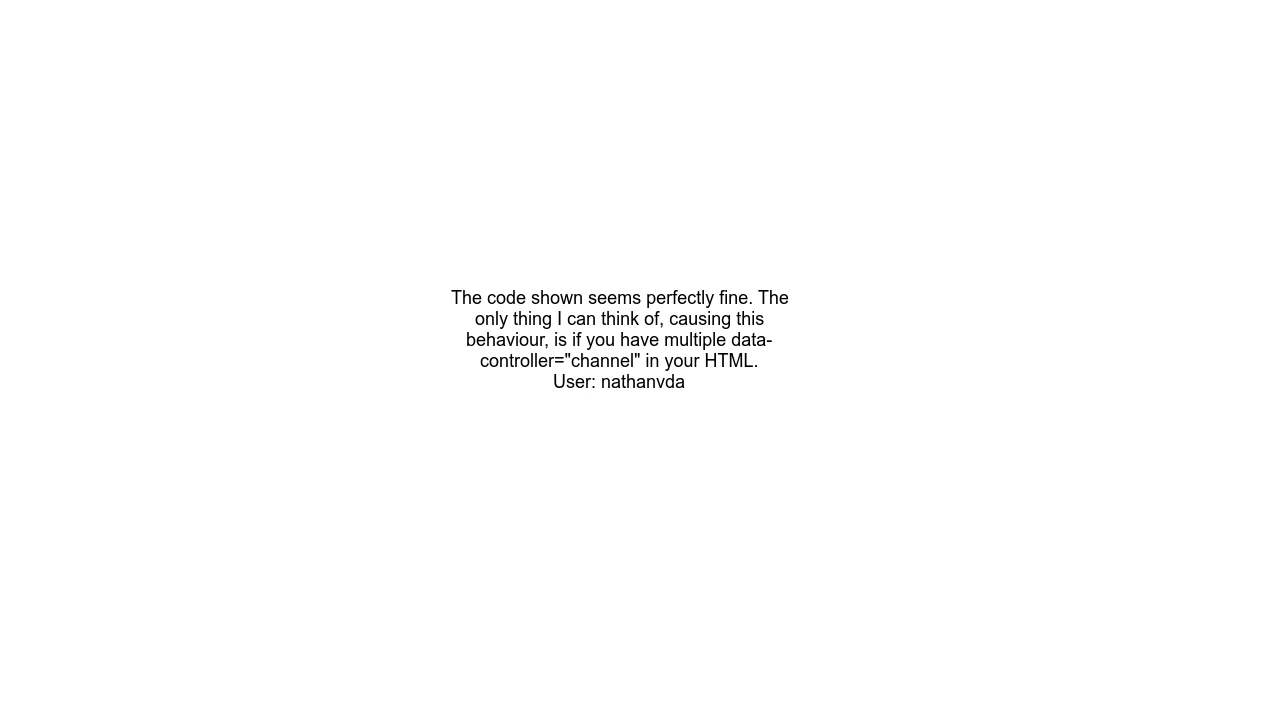 The code shown seems perfectly fine. The
only thing I can think of, causing this
behaviour, is if you have multiple data-
controller="channel" in your HTML.
User: nathanvda